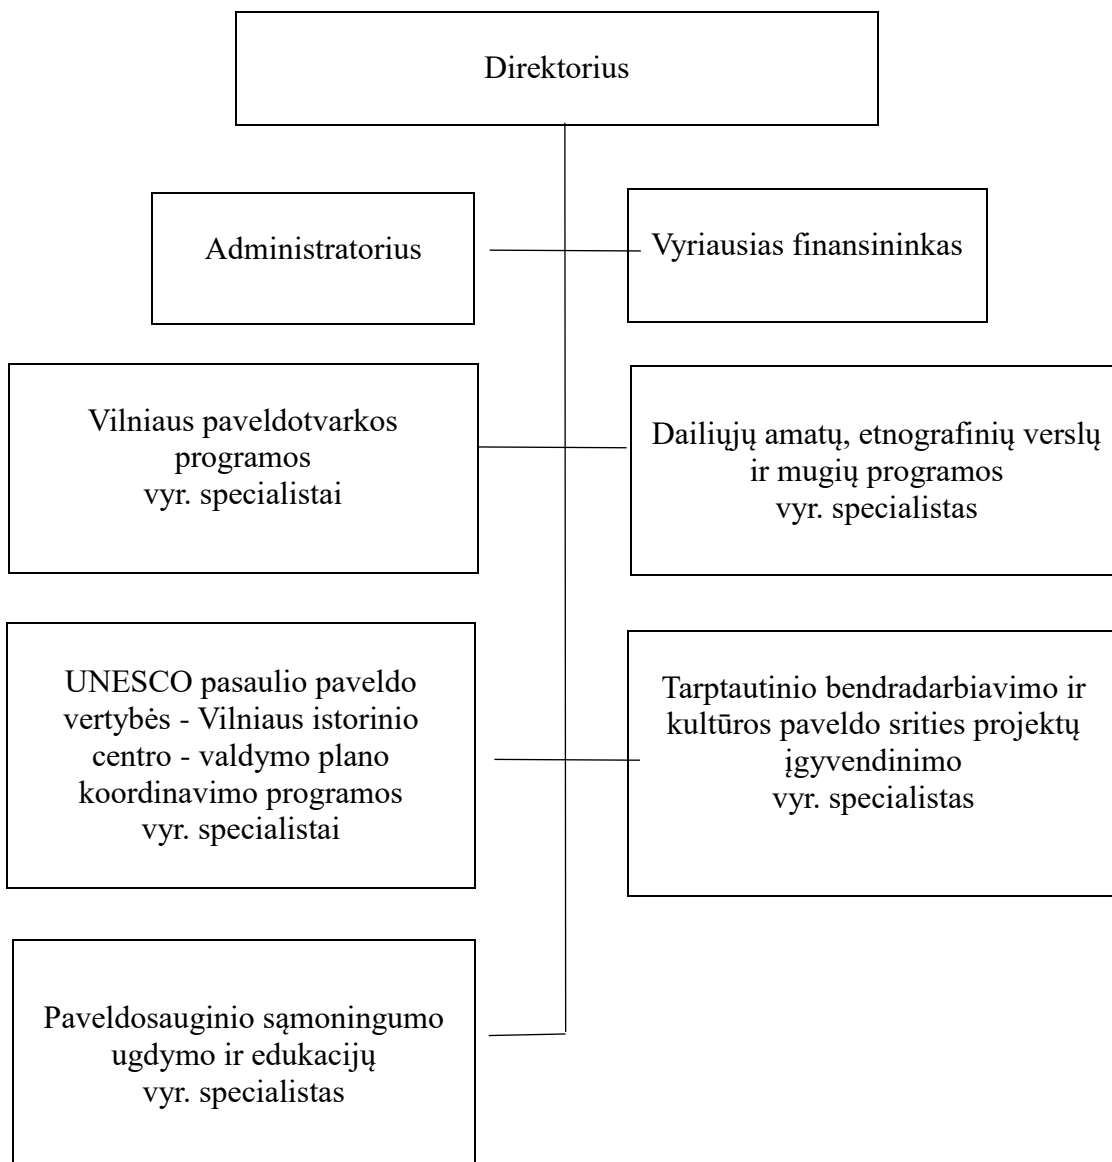 Direktorius
Administratorius
Vyriausias finansininkas
Vilniaus paveldotvarkos
programos
vyr. specialistai
Dailiųjų amatų, etnografinių verslų
ir mugių programos
vyr. specialistas
UNESCO pasaulio paveldo
vertybės - Vilniaus istorinio
centro - valdymo plano
koordinavimo programos
vyr. specialistai
Tarptautinio bendradarbiavimo ir
kultūros paveldo srities projektų
įgyvendinimo
vyr. specialistas
Paveldosauginio sąmoningumo
ugdymo ir edukacijų
vyr. specialistas